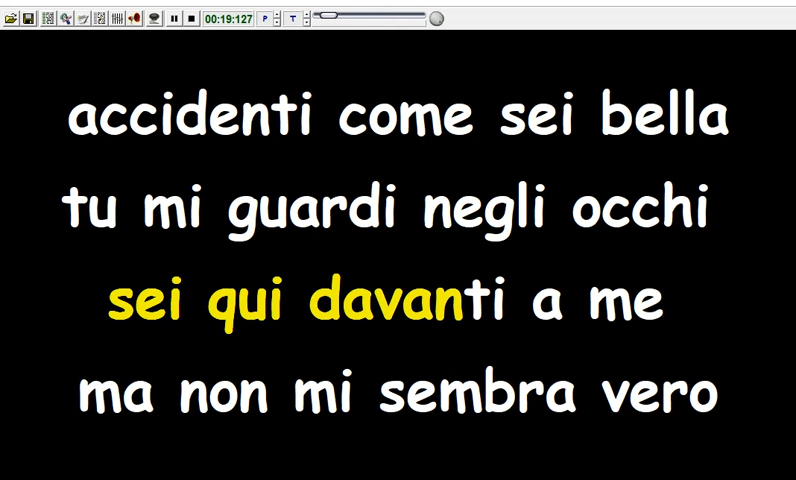 00:19:127 P T
accidenti come sei bella
tu mi guardi negli occhi
sei qui davanti a me
ma non mi sembra vero